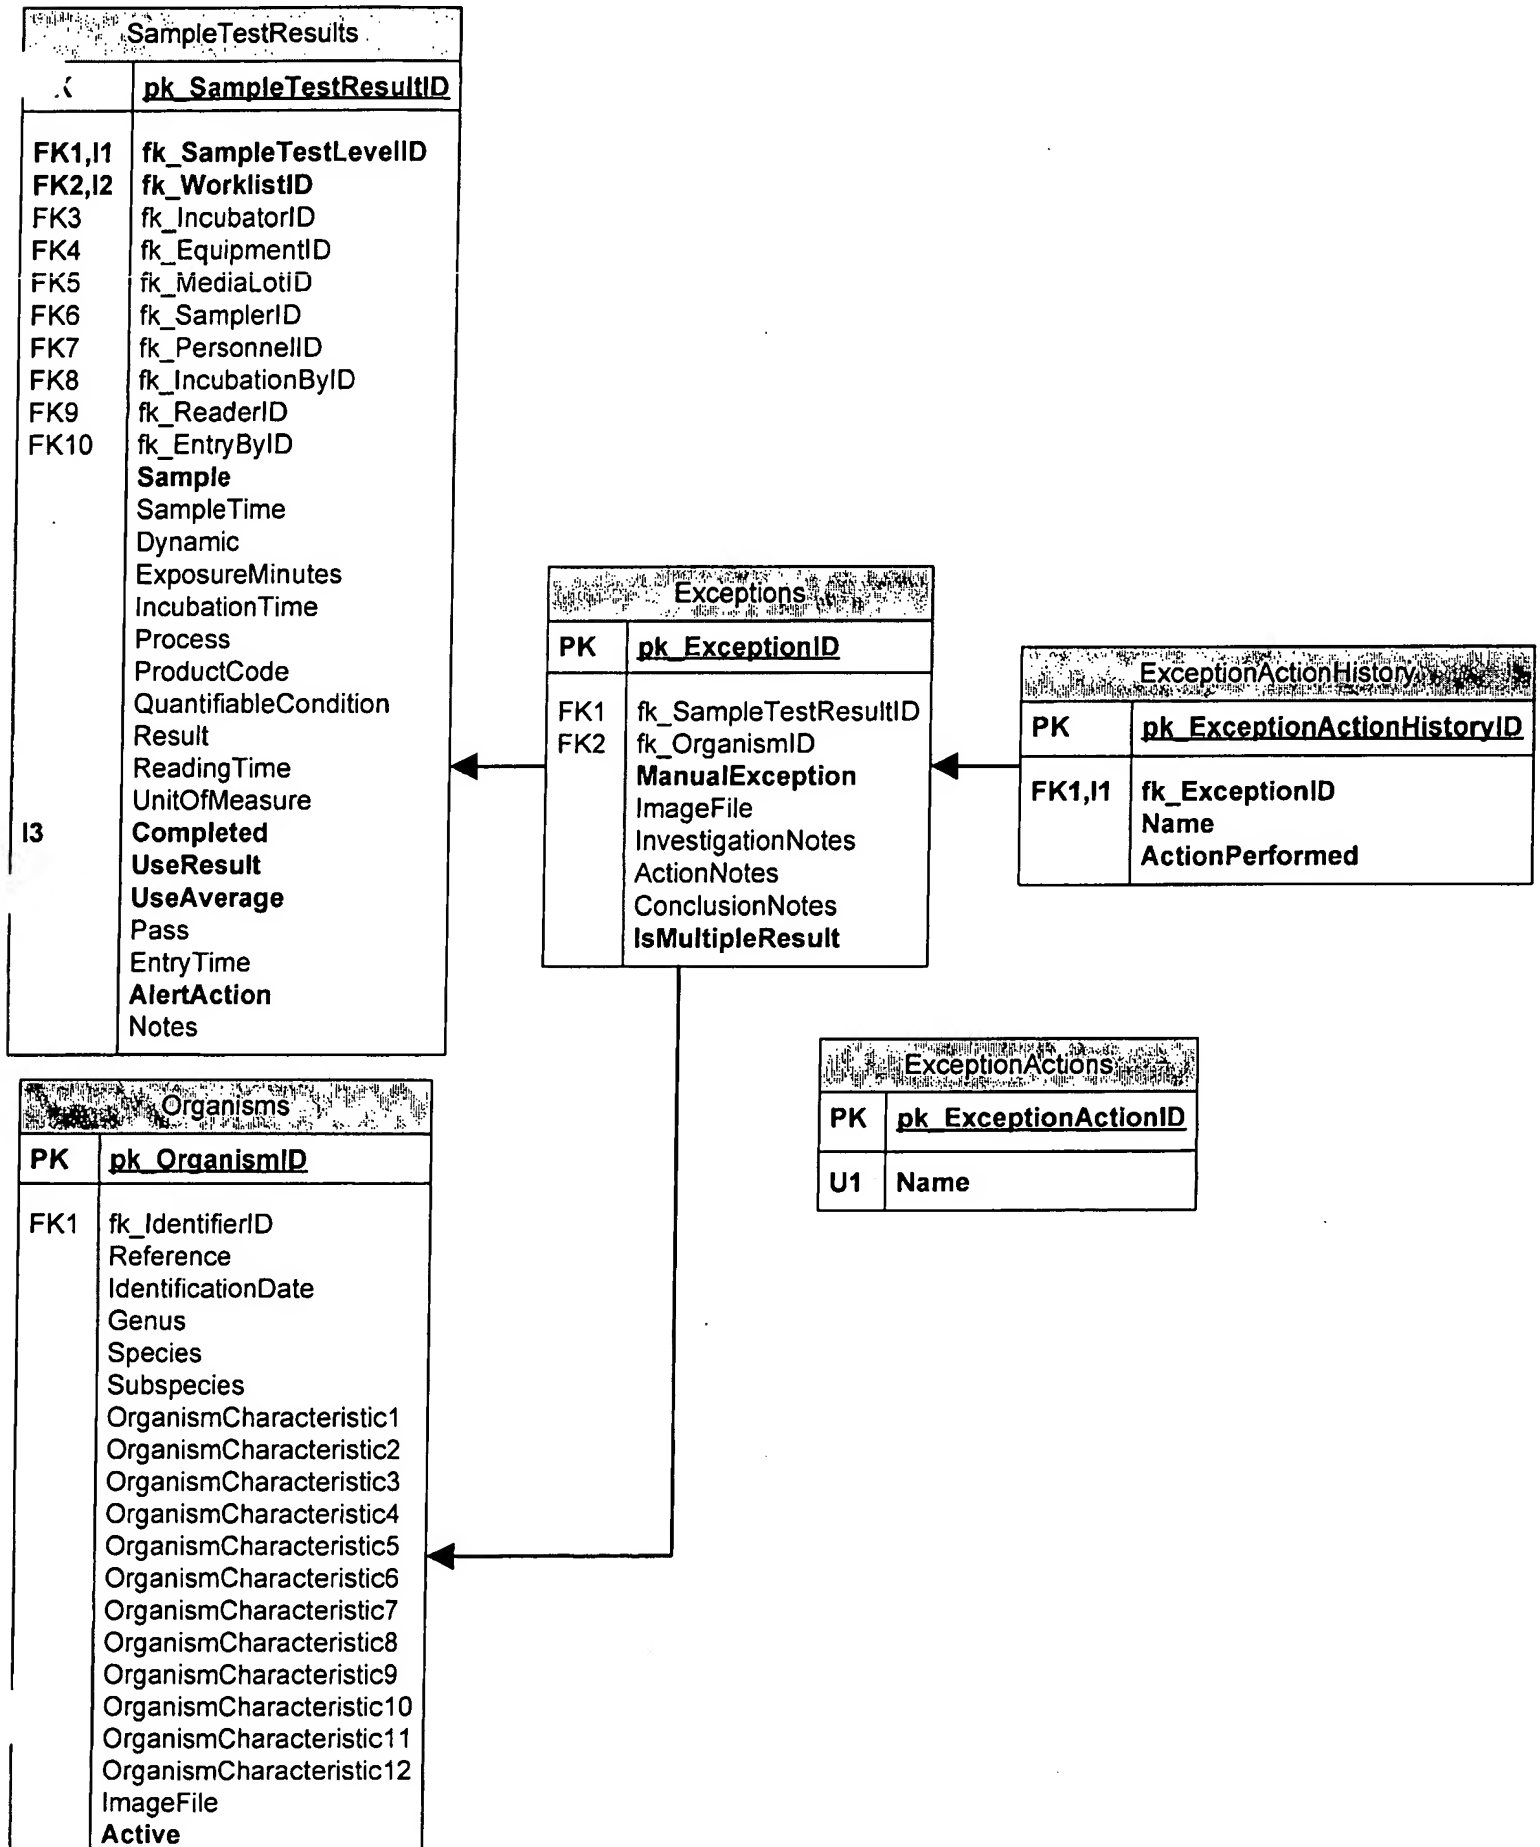 SampleTestResults
pk_SampleTestResultID
FK1,I1 fk_SampleTestLevelID
FK2,I2 fk_WorklistID
FK3 fk_IncubatorID
FK4 fk_EquipmentID
FK5 fk_MediaLotID
FK6 fk_SamplerID
FK7 fk_PersonnelID
FK8 fk_IncubationByID
FK9 fk_ReaderID
FK10 fk_EntryByID
Sample
SampleTime
Dynamic
ExposureMinutes
IncubationTime
Process
ProductCode
QuantifiableCondition
Result
ReadingTime
UnitOfMeasure
I3 Completed
UseResult
UseAverage
Pass
EntryTime
AlertAction
Notes
Exceptions
PK pk_ExceptionID
FK1 fk_SampleTestResultID
FK2 fk_OrganismID
ManualException
ImageFile
InvestigationNotes
ActionNotes
ConclusionNotes
IsMultipleResult
ExceptionActionHistory
PK pk_ExceptionActionHistoryID
FK1,I1 fk_ExceptionID
Name
ActionPerformed
ExceptionActions
PK pk_ExceptionActionID
U1 Name
Organisms
PK pk_OrganismID
FK1 fk_IdentifierID
Reference
IdentificationDate
Genus
Species
Subspecies
OrganismCharacteristic1
OrganismCharacteristic2
OrganismCharacteristic3
OrganismCharacteristic4
OrganismCharacteristic5
OrganismCharacteristic6
OrganismCharacteristic7
OrganismCharacteristic8
OrganismCharacteristic9
OrganismCharacteristic10
OrganismCharacteristic11
OrganismCharacteristic12
ImageFile
Active